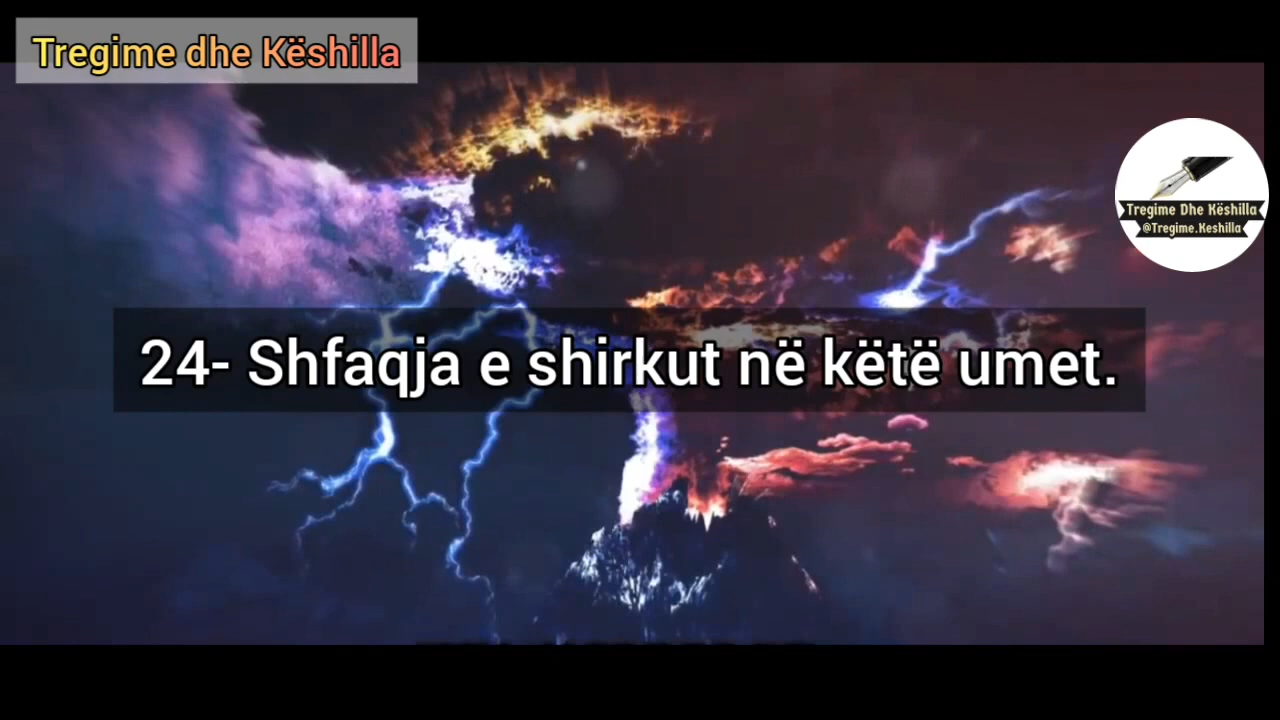 Tregime dhe Këshilla
Tregime Dhe Këshilla
@Tregime.Keshilla
24- Shfaqja e shirkut në këtë umet.